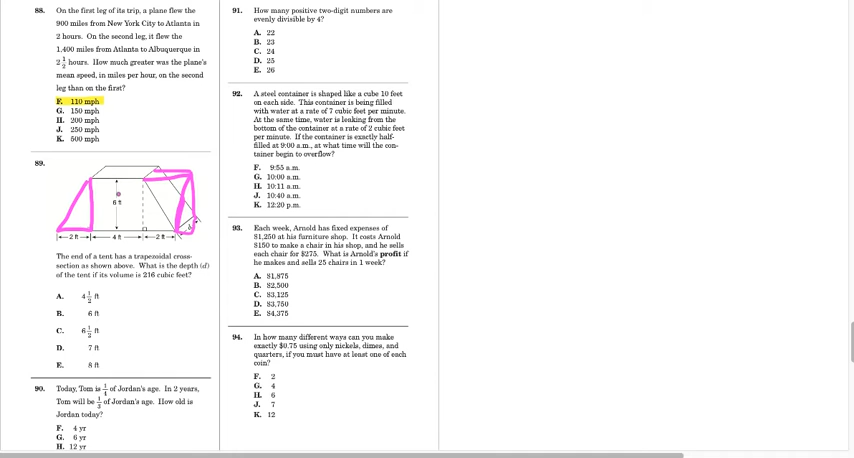 88. On the first leg of its trip, a plane flew the
900 miles from New York City to Atlanta in
2 hours. On the second leg, it flew the
1,400 miles from Atlanta to Albuquerque in
2 1/2 hours. How much greater was the plane's
mean speed, in miles per hour, on the second
leg than on the first?
F. 110 mph
G. 150 mph
H. 200 mph
J. 250 mph
K. 500 mph
89.
6 ft
2 ft
4 ft
2 ft
d
The end of a tent has a trapezoidal cross-
section as shown above. What is the depth (d)
of the tent if its volume is 216 cubic feet?
A. 4 1/2 ft
B. 6 ft
C. 6 1/2 ft
D. 7 ft
E. 8 ft
90. Today, Tom is 1/4 of Jordan's age. In 2 years,
Tom will be 1/3 of Jordan's age. How old is
Jordan today?
F. 4 yr
G. 6 yr
H. 12 yr
91. How many positive two-digit numbers are
evenly divisible by 4?
A. 22
B. 23
C. 24
D. 25
E. 26
92. A steel container is shaped like a cube 10 feet
on each side. This container is being filled
with water at a rate of 7 cubic feet per minute.
At the same time, water is leaking from the
bottom of the container at a rate of 2 cubic feet
per minute. If the container is exactly half-
filled at 9:00 a.m., at what time will the con-
tainer begin to overflow?
F. 9:55 a.m.
G. 10:00 a.m.
H. 10:11 a.m.
J. 10:40 a.m.
K. 12:20 p.m.
93. Each week, Arnold has fixed expenses of
$1,250 at his furniture shop. It costs Arnold
$150 to make a chair in his shop, and he sells
each chair for $275. What is Arnold's profit if
he makes and sells 25 chairs in 1 week?
A. $1,875
B. $2,500
C. $3,125
D. $3,750
E. $4,375
94. In how many different ways can you make
exactly $0.75 using only nickels, dimes, and
quarters, if you must have at least one of each
coin?
F. 2
G. 4
H. 6
J. 7
K. 12